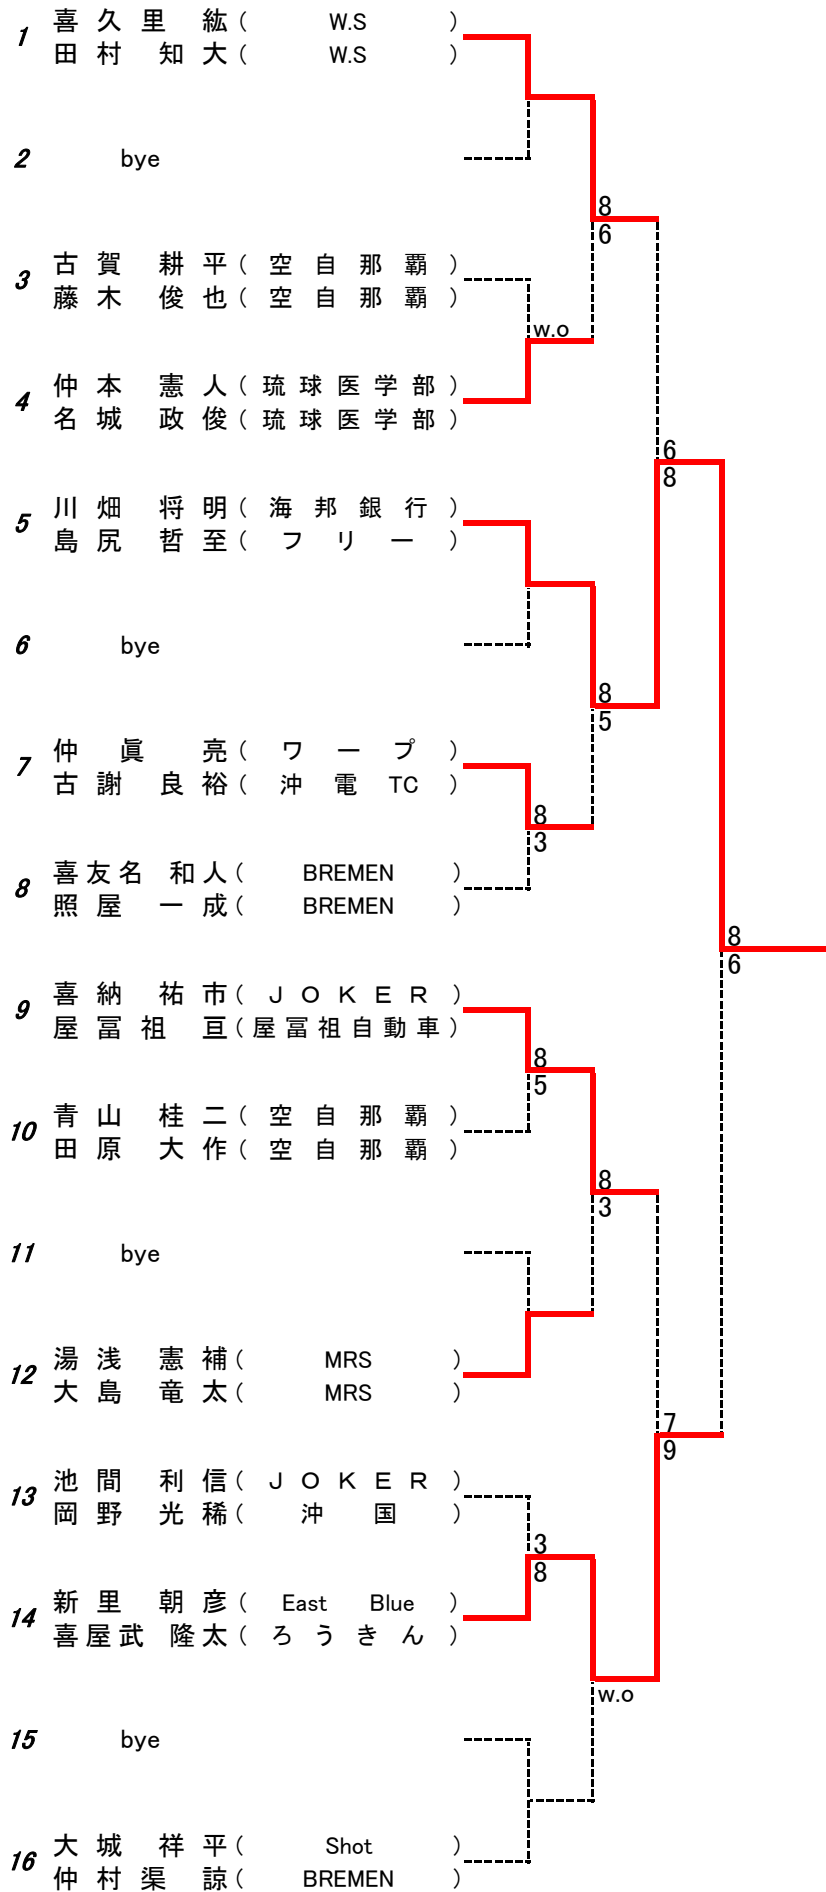 1 喜久里 紘 ( W.S )
田村 知大 ( W.S )
2 bye
8
6
3 古賀 耕平 ( 空自那覇 )
藤木 俊也 ( 空自那覇 )
w.o
4 仲本 憲人 ( 琉球医学部 )
名城 政俊 ( 琉球医学部 )
6
8
5 川畑 将明 ( 海邦銀行 )
島尻 哲至 ( フリー )
6 bye
8
5
7 仲眞 亮 ( ワープ )
古謝 良裕 ( 沖電TC )
8
3
8 喜友名 和人 ( BREMEN )
照屋 一成 ( BREMEN )
8
6
9 喜納 祐市 ( JOKER )
屋冨祖 亘 ( 屋冨祖自動車 )
8
5
10 青山 桂二 ( 空自那覇 )
田原 大作 ( 空自那覇 )
8
3
11 bye
12 湯浅 憲補 ( MRS )
大島 竜太 ( MRS )
7
9
13 池間 利信 ( JOKER )
岡野 光稀 ( 沖国 )
3
8
14 新里 朝彦 ( East Blue )
喜屋武 隆太 ( ろうきん )
w.o
15 bye
16 大城 祥平 ( Shot )
仲村渠 諒 ( BREMEN )